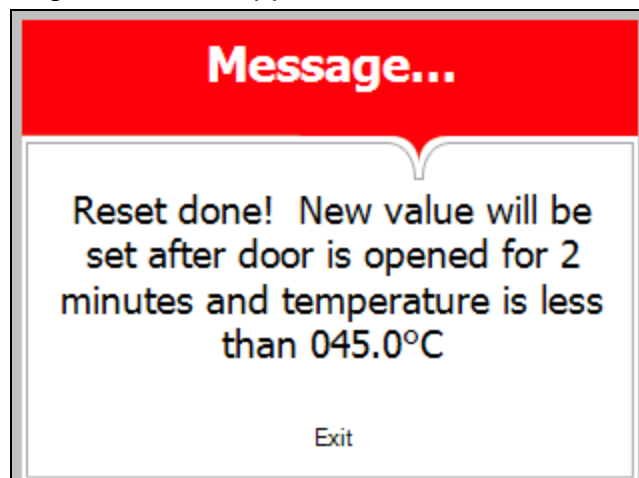 Message...
Reset done!  New value will be
set after door is opened for 2
minutes and temperature is less
than 045.0°C
Exit